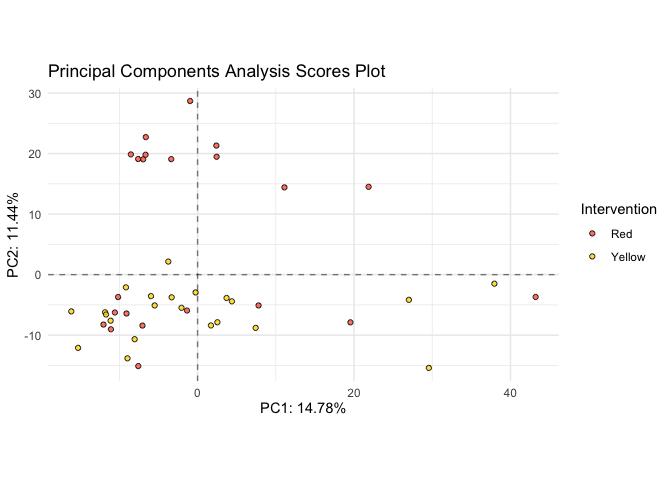 Principal Components Analysis Scores Plot
30
20
10
0
-10
PC2: 11.44%
0
20
40
PC1: 14.78%
Intervention
Red
Yellow